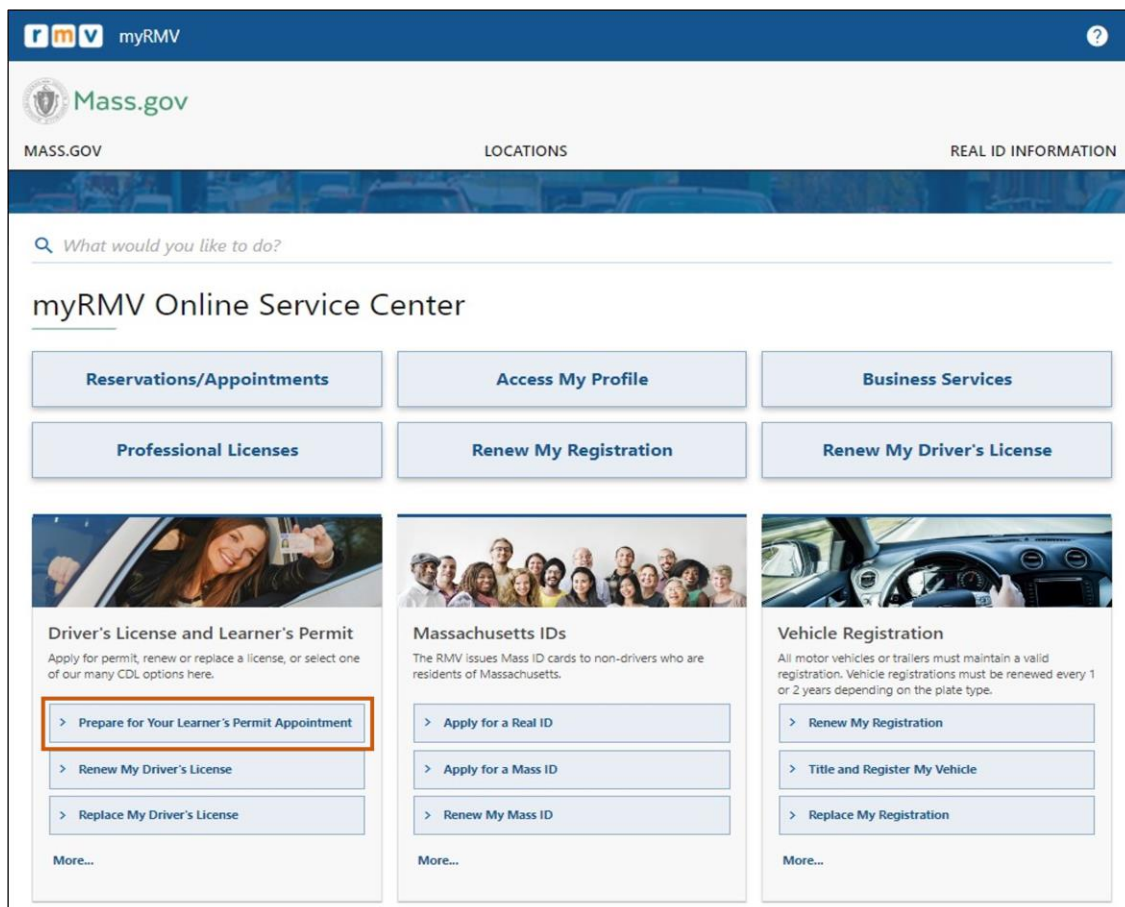 rmv myRMV ?
Mass.gov
MASS.GOV LOCATIONS REAL ID INFORMATION
What would you like to do?
myRMV Online Service Center
Reservations/Appointments Access My Profile Business Services
Professional Licenses Renew My Registration Renew My Driver's License
Driver's License and Learner's Permit
Apply for permit, renew or replace a license, or select one
of our many CDL options here.
> Prepare for Your Learner's Permit Appointment
> Renew My Driver's License
> Replace My Driver's License
More...
Massachusetts IDs
The RMV issues Mass ID cards to non-drivers who are
residents of Massachusetts.
> Apply for a Real ID
> Apply for a Mass ID
> Renew My Mass ID
More...
Vehicle Registration
All motor vehicles or trailers must maintain a valid
registration. Vehicle registrations must be renewed every 1
or 2 years depending on the plate type.
> Renew My Registration
> Title and Register My Vehicle
> Replace My Registration
More...